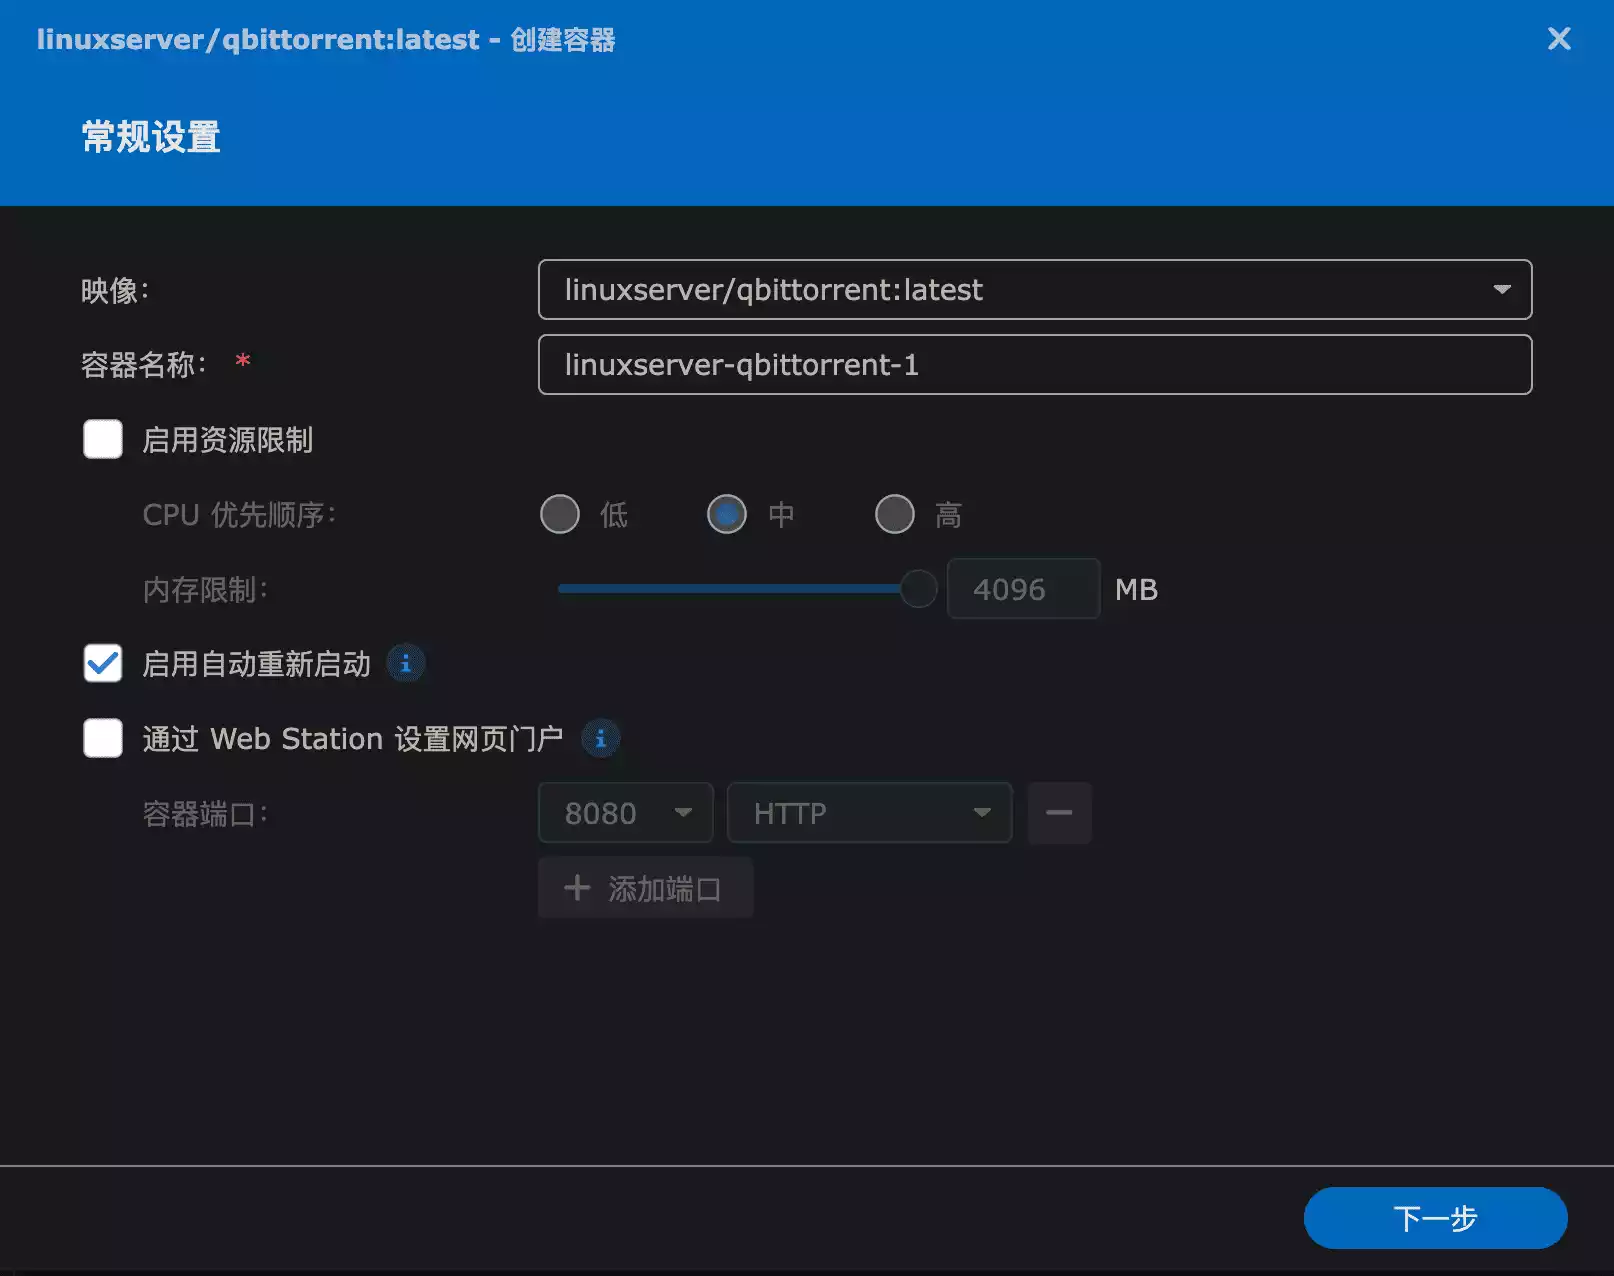 linuxserver/qbittorrent:latest - 创建容器
常规设置
映像: linuxserver/qbittorrent:latest
容器名称: * linuxserver-qbittorrent-1
启用资源限制
CPU 优先顺序: 低 中 高
内存限制: 4096 MB
启用自动重新启动
通过 Web Station 设置网页门户
容器端口: 8080 HTTP
添加端口
下一步